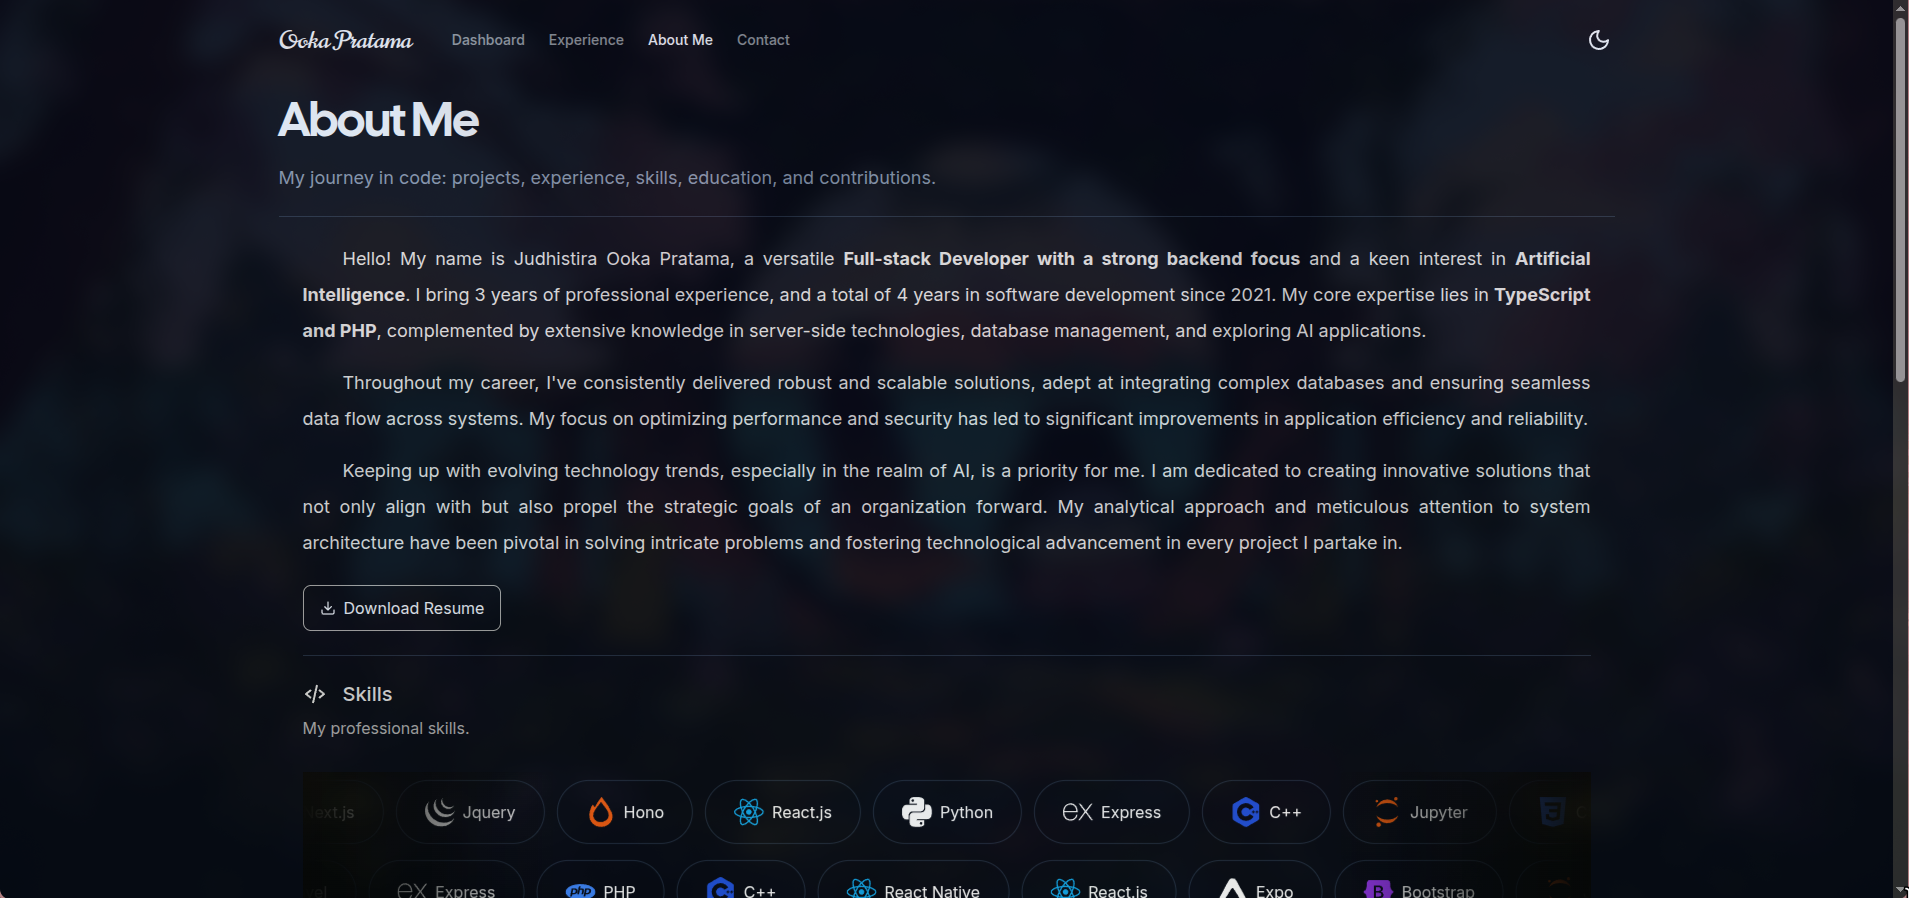 Ooka Pratama Dashboard Experience About Me Contact
About Me
My journey in code: projects, experience, skills, education, and contributions.
Hello! My name is Judhistira Ooka Pratama, a versatile Full-stack Developer with a strong backend focus and a keen interest in Artificial
Intelligence. I bring 3 years of professional experience, and a total of 4 years in software development since 2021. My core expertise lies in TypeScript
and PHP, complemented by extensive knowledge in server-side technologies, database management, and exploring AI applications.
Throughout my career, I've consistently delivered robust and scalable solutions, adept at integrating complex databases and ensuring seamless
data flow across systems. My focus on optimizing performance and security has led to significant improvements in application efficiency and reliability.
Keeping up with evolving technology trends, especially in the realm of AI, is a priority for me. I am dedicated to creating innovative solutions that
not only align with but also propel the strategic goals of an organization forward. My analytical approach and meticulous attention to system
architecture have been pivotal in solving intricate problems and fostering technological advancement in every project I partake in.
Download Resume
</> Skills
My professional skills.
ext.js Jquery Hono React.js Python ex Express C++ Jupyter
ex Express php PHP C++ React Native React.js Expo B Bootstrap